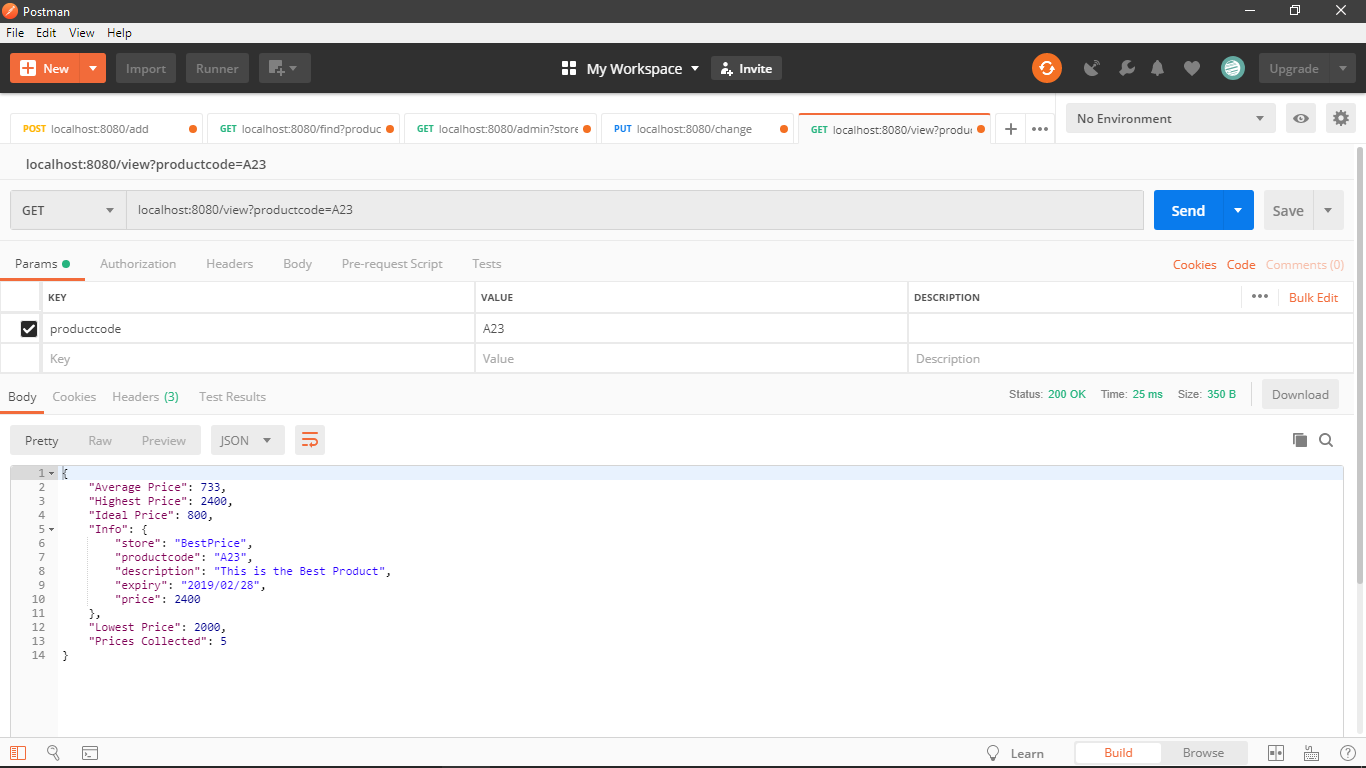 Postman
File Edit View Help
New Import Runner My Workspace Invite Upgrade
POST localhost:8080/add GET localhost:8080/find?produc GET localhost:8080/admin?store PUT localhost:8080/change GET localhost:8080/view?produc No Environment
localhost:8080/view?productcode=A23
GET localhost:8080/view?productcode=A23 Send Save
Params Authorization Headers Body Pre-request Script Tests Cookies Code Comments (0)
KEY VALUE DESCRIPTION Bulk Edit
productcode A23
Key Value Description
Body Cookies Headers (3) Test Results Status: 200 OK Time: 25 ms Size: 350 B Download
Pretty Raw Preview JSON
1 {
2 "Average Price": 733,
3 "Highest Price": 2400,
4 "Ideal Price": 800,
5 "Info": {
6 "store": "BestPrice",
7 "productcode": "A23",
8 "description": "This is the Best Product",
9 "expiry": "2019/02/28",
10 "price": 2400
11 },
12 "Lowest Price": 2000,
13 "Prices Collected": 5
14 }
Learn Build Browse